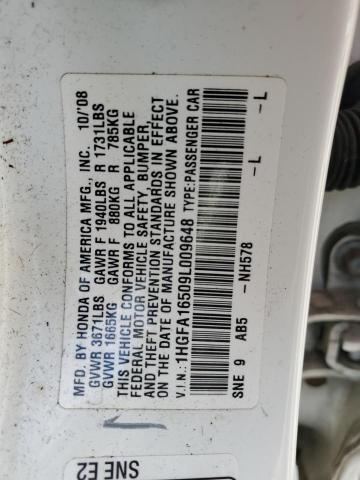 MFD. BY HONDA OF AMERICA MFG., INC. 10/'08
GVWR 3671LBS GAWR F 1940LBS R 1731LBS
GVWR 1665KG GAWR F 880KG R 785KG
THIS VEHICLE CONFORMS TO ALL APPLICABLE
FEDERAL MOTOR VEHICLE SAFETY, BUMPER,
AND THEFT PREVENTION STANDARDS IN EFFECT
ON THE DATE OF MANUFACTURE SHOWN ABOVE.
V.I.N.: 1HGFA16509L009648 TYPE: PASSENGER CAR
NH578 L L
SNE 9 AB5
SNE E2